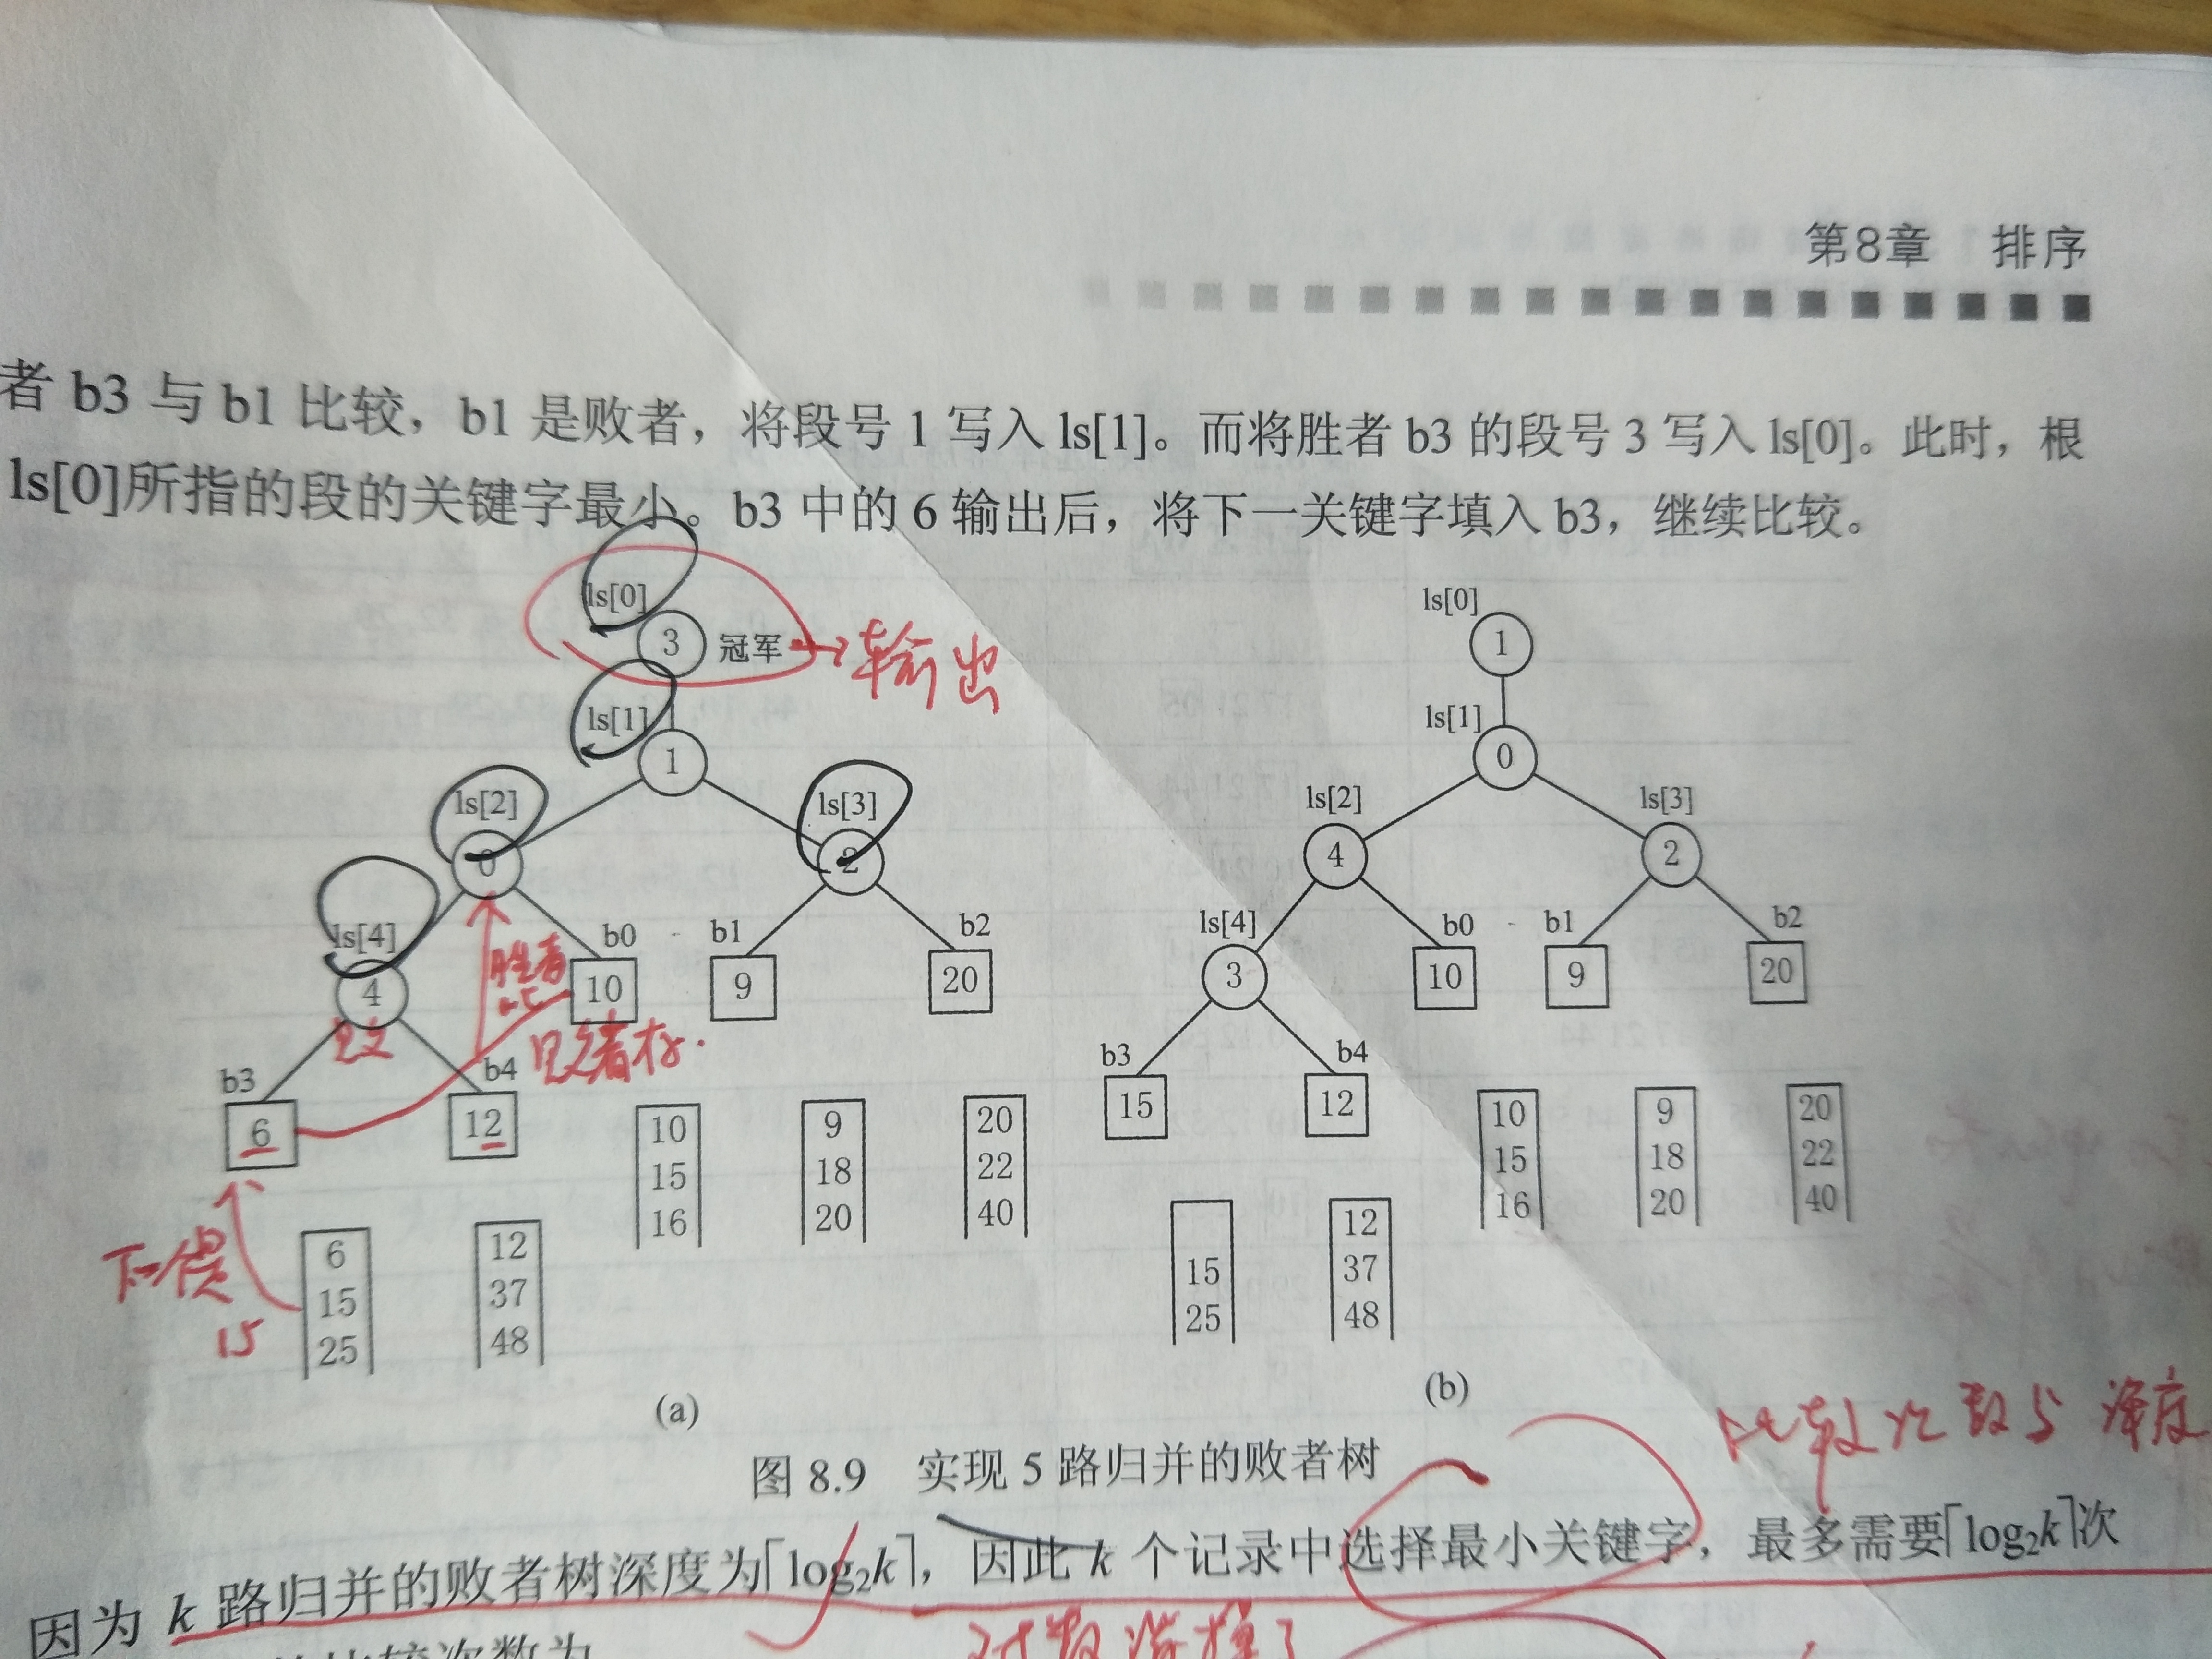 第8章 排序
者 b3 与 b1 比较，b1 是败者，将段号 1 写入 ls[1]。而将胜者 b3 的段号 3 写入 ls[0]。此时，根
ls[0]所指的段的关键字最小。b3 中的 6 输出后，将下一关键字填入 b3，继续比较。
ls[0]
3 冠军 → 输出
ls[1]
1
ls[2] ls[3]
0 2
ls[4] b0 b1 b2
4 胜者 10 9 20
败 败者存.
b3 b4
6 12
10 9 20
15 18 22
16 20 40
下一个是
15
6 12
15 37
25 48
(a)
ls[0]
1
ls[1]
0
ls[2] ls[3]
4 2
ls[4] b0 b1 b2
3 10 9 20
b3 b4
15 12
10 9 20
15 18 22
16 20 40
12
15 37
25 48
(b)
比较次数与深度
图 8.9 实现 5 路归并的败者树
因为 k 路归并的败者树深度为⌈log₂k⌉，因此 k 个记录中选择最小关键字，最多需要⌈log₂k⌉次
比较次数为